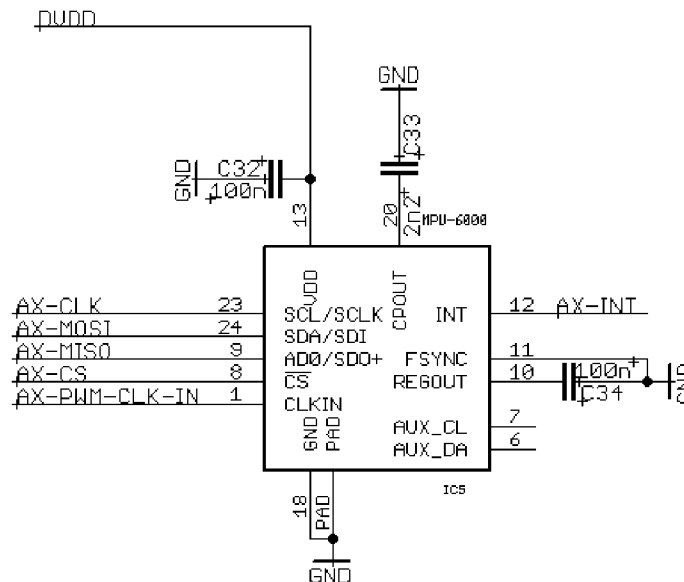 DVDD
GND
C33
C32
GND
100n
13
20
2n2
MPU-6000
VDD
CPOUT
AX-CLK 23 SCL/SCLK INT 12 AX-INT
AX-MOSI 24 SDA/SDI
AX-MISO 9 AD0/SDO+ FSYNC 11
AX-CS 8 CS REGOUT 10 100n
C34
GND
AX-PWM-CLK-IN 1 CLKIN
GND
PAD
AUX_CL 7
AUX_DA 6
IC5
18
PAD
GND